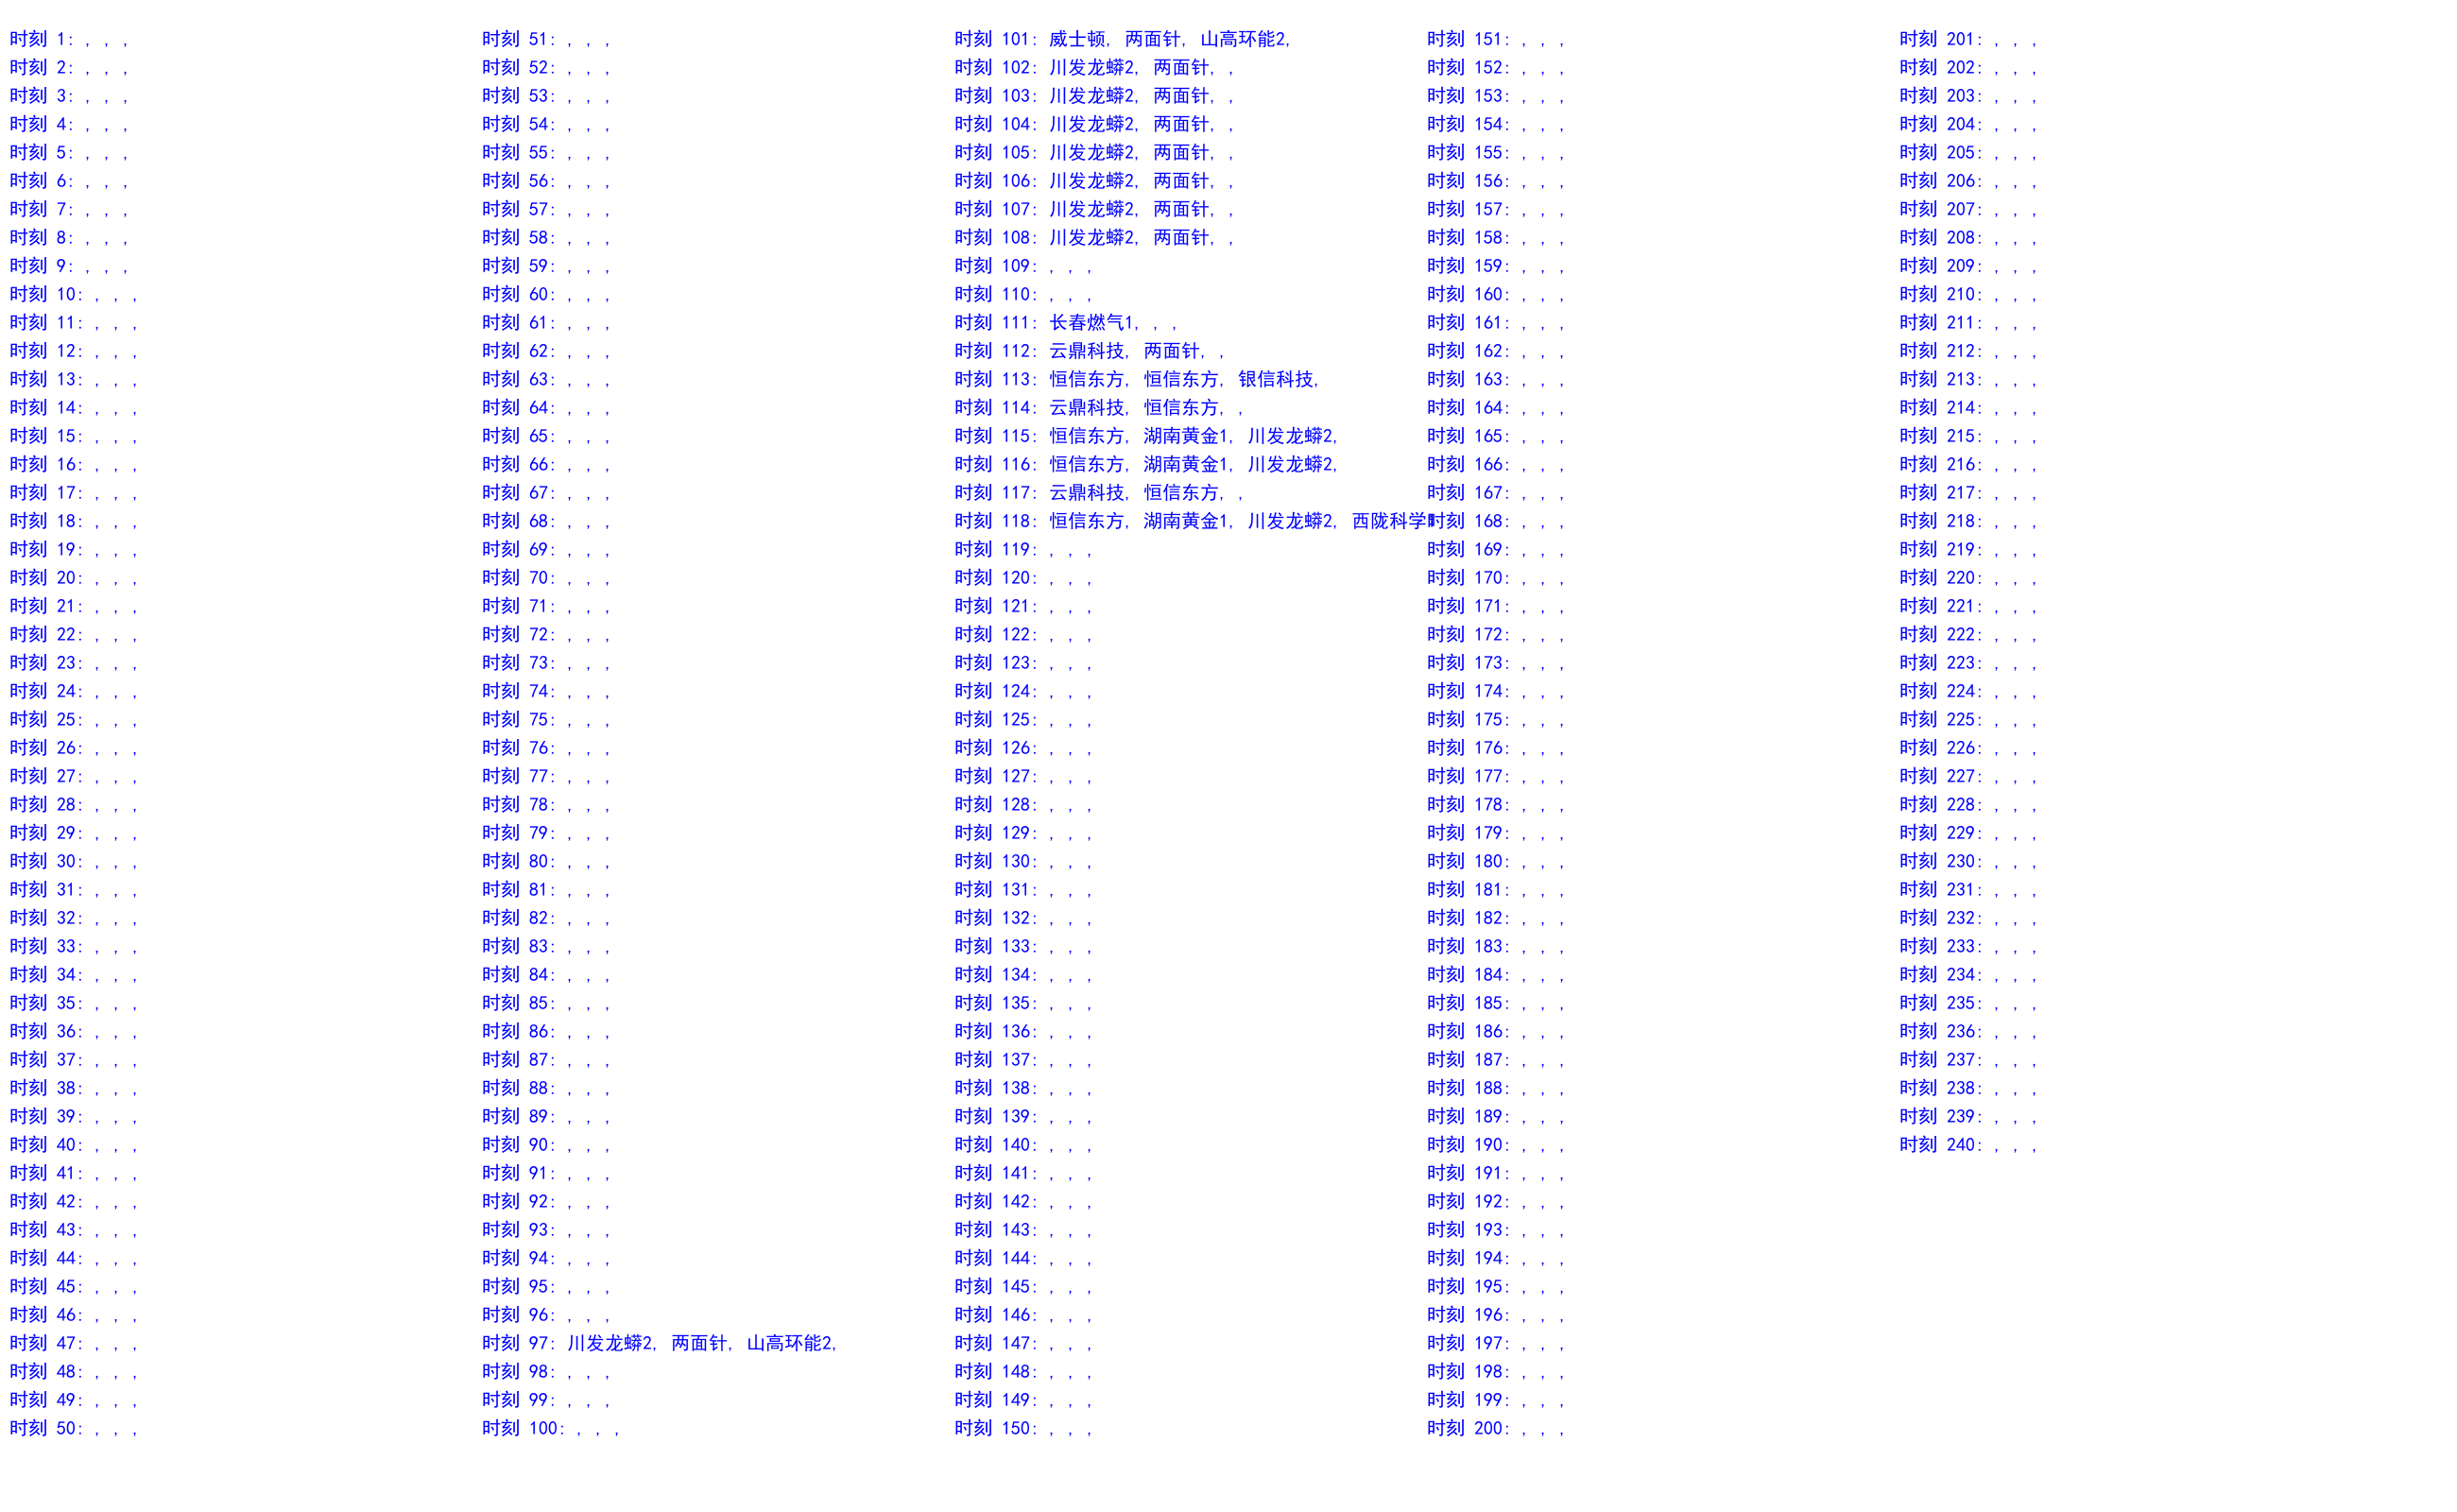 时刻 1: , , ,
时刻 2: , , ,
时刻 3: , , ,
时刻 4: , , ,
时刻 5: , , ,
时刻 6: , , ,
时刻 7: , , ,
时刻 8: , , ,
时刻 9: , , ,
时刻 10: , , ,
时刻 11: , , ,
时刻 12: , , ,
时刻 13: , , ,
时刻 14: , , ,
时刻 15: , , ,
时刻 16: , , ,
时刻 17: , , ,
时刻 18: , , ,
时刻 19: , , ,
时刻 20: , , ,
时刻 21: , , ,
时刻 22: , , ,
时刻 23: , , ,
时刻 24: , , ,
时刻 25: , , ,
时刻 26: , , ,
时刻 27: , , ,
时刻 28: , , ,
时刻 29: , , ,
时刻 30: , , ,
时刻 31: , , ,
时刻 32: , , ,
时刻 33: , , ,
时刻 34: , , ,
时刻 35: , , ,
时刻 36: , , ,
时刻 37: , , ,
时刻 38: , , ,
时刻 39: , , ,
时刻 40: , , ,
时刻 41: , , ,
时刻 42: , , ,
时刻 43: , , ,
时刻 44: , , ,
时刻 45: , , ,
时刻 46: , , ,
时刻 47: , , ,
时刻 48: , , ,
时刻 49: , , ,
时刻 50: , , ,
时刻 51: , , ,
时刻 52: , , ,
时刻 53: , , ,
时刻 54: , , ,
时刻 55: , , ,
时刻 56: , , ,
时刻 57: , , ,
时刻 58: , , ,
时刻 59: , , ,
时刻 60: , , ,
时刻 61: , , ,
时刻 62: , , ,
时刻 63: , , ,
时刻 64: , , ,
时刻 65: , , ,
时刻 66: , , ,
时刻 67: , , ,
时刻 68: , , ,
时刻 69: , , ,
时刻 70: , , ,
时刻 71: , , ,
时刻 72: , , ,
时刻 73: , , ,
时刻 74: , , ,
时刻 75: , , ,
时刻 76: , , ,
时刻 77: , , ,
时刻 78: , , ,
时刻 79: , , ,
时刻 80: , , ,
时刻 81: , , ,
时刻 82: , , ,
时刻 83: , , ,
时刻 84: , , ,
时刻 85: , , ,
时刻 86: , , ,
时刻 87: , , ,
时刻 88: , , ,
时刻 89: , , ,
时刻 90: , , ,
时刻 91: , , ,
时刻 92: , , ,
时刻 93: , , ,
时刻 94: , , ,
时刻 95: , , ,
时刻 96: , , ,
时刻 97: 川发龙蟒2, 两面针, 山高环能2,
时刻 98: , , ,
时刻 99: , , ,
时刻 100: , , ,
时刻 101: 威士顿, 两面针, 山高环能2,
时刻 102: 川发龙蟒2, 两面针, ,
时刻 103: 川发龙蟒2, 两面针, ,
时刻 104: 川发龙蟒2, 两面针, ,
时刻 105: 川发龙蟒2, 两面针, ,
时刻 106: 川发龙蟒2, 两面针, ,
时刻 107: 川发龙蟒2, 两面针, ,
时刻 108: 川发龙蟒2, 两面针, ,
时刻 109: , , ,
时刻 110: , , ,
时刻 111: 长春燃气1, , ,
时刻 112: 云鼎科技, 两面针, ,
时刻 113: 恒信东方, 恒信东方, 银信科技,
时刻 114: 云鼎科技, 恒信东方, ,
时刻 115: 恒信东方, 湖南黄金1, 川发龙蟒2,
时刻 116: 恒信东方, 湖南黄金1, 川发龙蟒2,
时刻 117: 云鼎科技, 恒信东方, ,
时刻 118: 恒信东方, 湖南黄金1, 川发龙蟒2, 西陇科学
时刻 119: , , ,
时刻 120: , , ,
时刻 121: , , ,
时刻 122: , , ,
时刻 123: , , ,
时刻 124: , , ,
时刻 125: , , ,
时刻 126: , , ,
时刻 127: , , ,
时刻 128: , , ,
时刻 129: , , ,
时刻 130: , , ,
时刻 131: , , ,
时刻 132: , , ,
时刻 133: , , ,
时刻 134: , , ,
时刻 135: , , ,
时刻 136: , , ,
时刻 137: , , ,
时刻 138: , , ,
时刻 139: , , ,
时刻 140: , , ,
时刻 141: , , ,
时刻 142: , , ,
时刻 143: , , ,
时刻 144: , , ,
时刻 145: , , ,
时刻 146: , , ,
时刻 147: , , ,
时刻 148: , , ,
时刻 149: , , ,
时刻 150: , , ,
时刻 151: , , ,
时刻 152: , , ,
时刻 153: , , ,
时刻 154: , , ,
时刻 155: , , ,
时刻 156: , , ,
时刻 157: , , ,
时刻 158: , , ,
时刻 159: , , ,
时刻 160: , , ,
时刻 161: , , ,
时刻 162: , , ,
时刻 163: , , ,
时刻 164: , , ,
时刻 165: , , ,
时刻 166: , , ,
时刻 167: , , ,
时刻 168: , , ,
时刻 169: , , ,
时刻 170: , , ,
时刻 171: , , ,
时刻 172: , , ,
时刻 173: , , ,
时刻 174: , , ,
时刻 175: , , ,
时刻 176: , , ,
时刻 177: , , ,
时刻 178: , , ,
时刻 179: , , ,
时刻 180: , , ,
时刻 181: , , ,
时刻 182: , , ,
时刻 183: , , ,
时刻 184: , , ,
时刻 185: , , ,
时刻 186: , , ,
时刻 187: , , ,
时刻 188: , , ,
时刻 189: , , ,
时刻 190: , , ,
时刻 191: , , ,
时刻 192: , , ,
时刻 193: , , ,
时刻 194: , , ,
时刻 195: , , ,
时刻 196: , , ,
时刻 197: , , ,
时刻 198: , , ,
时刻 199: , , ,
时刻 200: , , ,
时刻 201: , , ,
时刻 202: , , ,
时刻 203: , , ,
时刻 204: , , ,
时刻 205: , , ,
时刻 206: , , ,
时刻 207: , , ,
时刻 208: , , ,
时刻 209: , , ,
时刻 210: , , ,
时刻 211: , , ,
时刻 212: , , ,
时刻 213: , , ,
时刻 214: , , ,
时刻 215: , , ,
时刻 216: , , ,
时刻 217: , , ,
时刻 218: , , ,
时刻 219: , , ,
时刻 220: , , ,
时刻 221: , , ,
时刻 222: , , ,
时刻 223: , , ,
时刻 224: , , ,
时刻 225: , , ,
时刻 226: , , ,
时刻 227: , , ,
时刻 228: , , ,
时刻 229: , , ,
时刻 230: , , ,
时刻 231: , , ,
时刻 232: , , ,
时刻 233: , , ,
时刻 234: , , ,
时刻 235: , , ,
时刻 236: , , ,
时刻 237: , , ,
时刻 238: , , ,
时刻 239: , , ,
时刻 240: , , ,